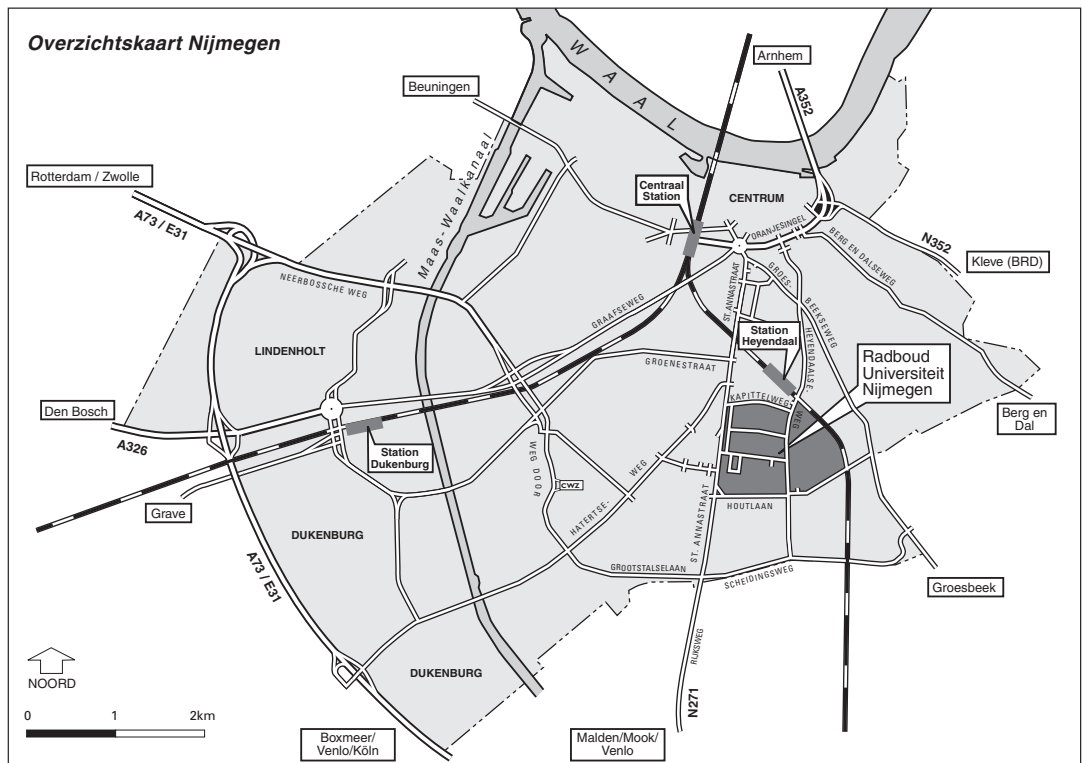 Overzichtskaart Nijmegen
WAAL
Arnhem
A352
Beuningen
Maas-Waalkanaal
Rotterdam / Zwolle
A73 / E31
Centraal
Station
CENTRUM
ORANJESINGEL
BERG EN DALSEWEG
N352
Kleve (BRD)
NEERBOSSCHE WEG
GRAAFSEWEG
ST. ANNASTRAAT
GROES-
BEEKSEWEG
HEYENDAALSE
WEG
Station
Heyendaal
LINDENHOLT
GROENESTRAAT
Radboud
Universiteit
Nijmegen
KAPITTELWEG
Den Bosch
A326
Station
Dukenburg
Berg en
Dal
WEG DOOR
CWZ
HATERTSE-
WEG
Grave
ST. ANNASTRAAT
HOUTLAAN
DUKENBURG
A73 / E31
GROOTSTALSELAAN
SCHEIDINGSWEG
Groesbeek
RIJKSWEG
N271
DUKENBURG
NOORD
0 1 2km
Boxmeer/
Venlo/Köln
Malden/Mook/
Venlo